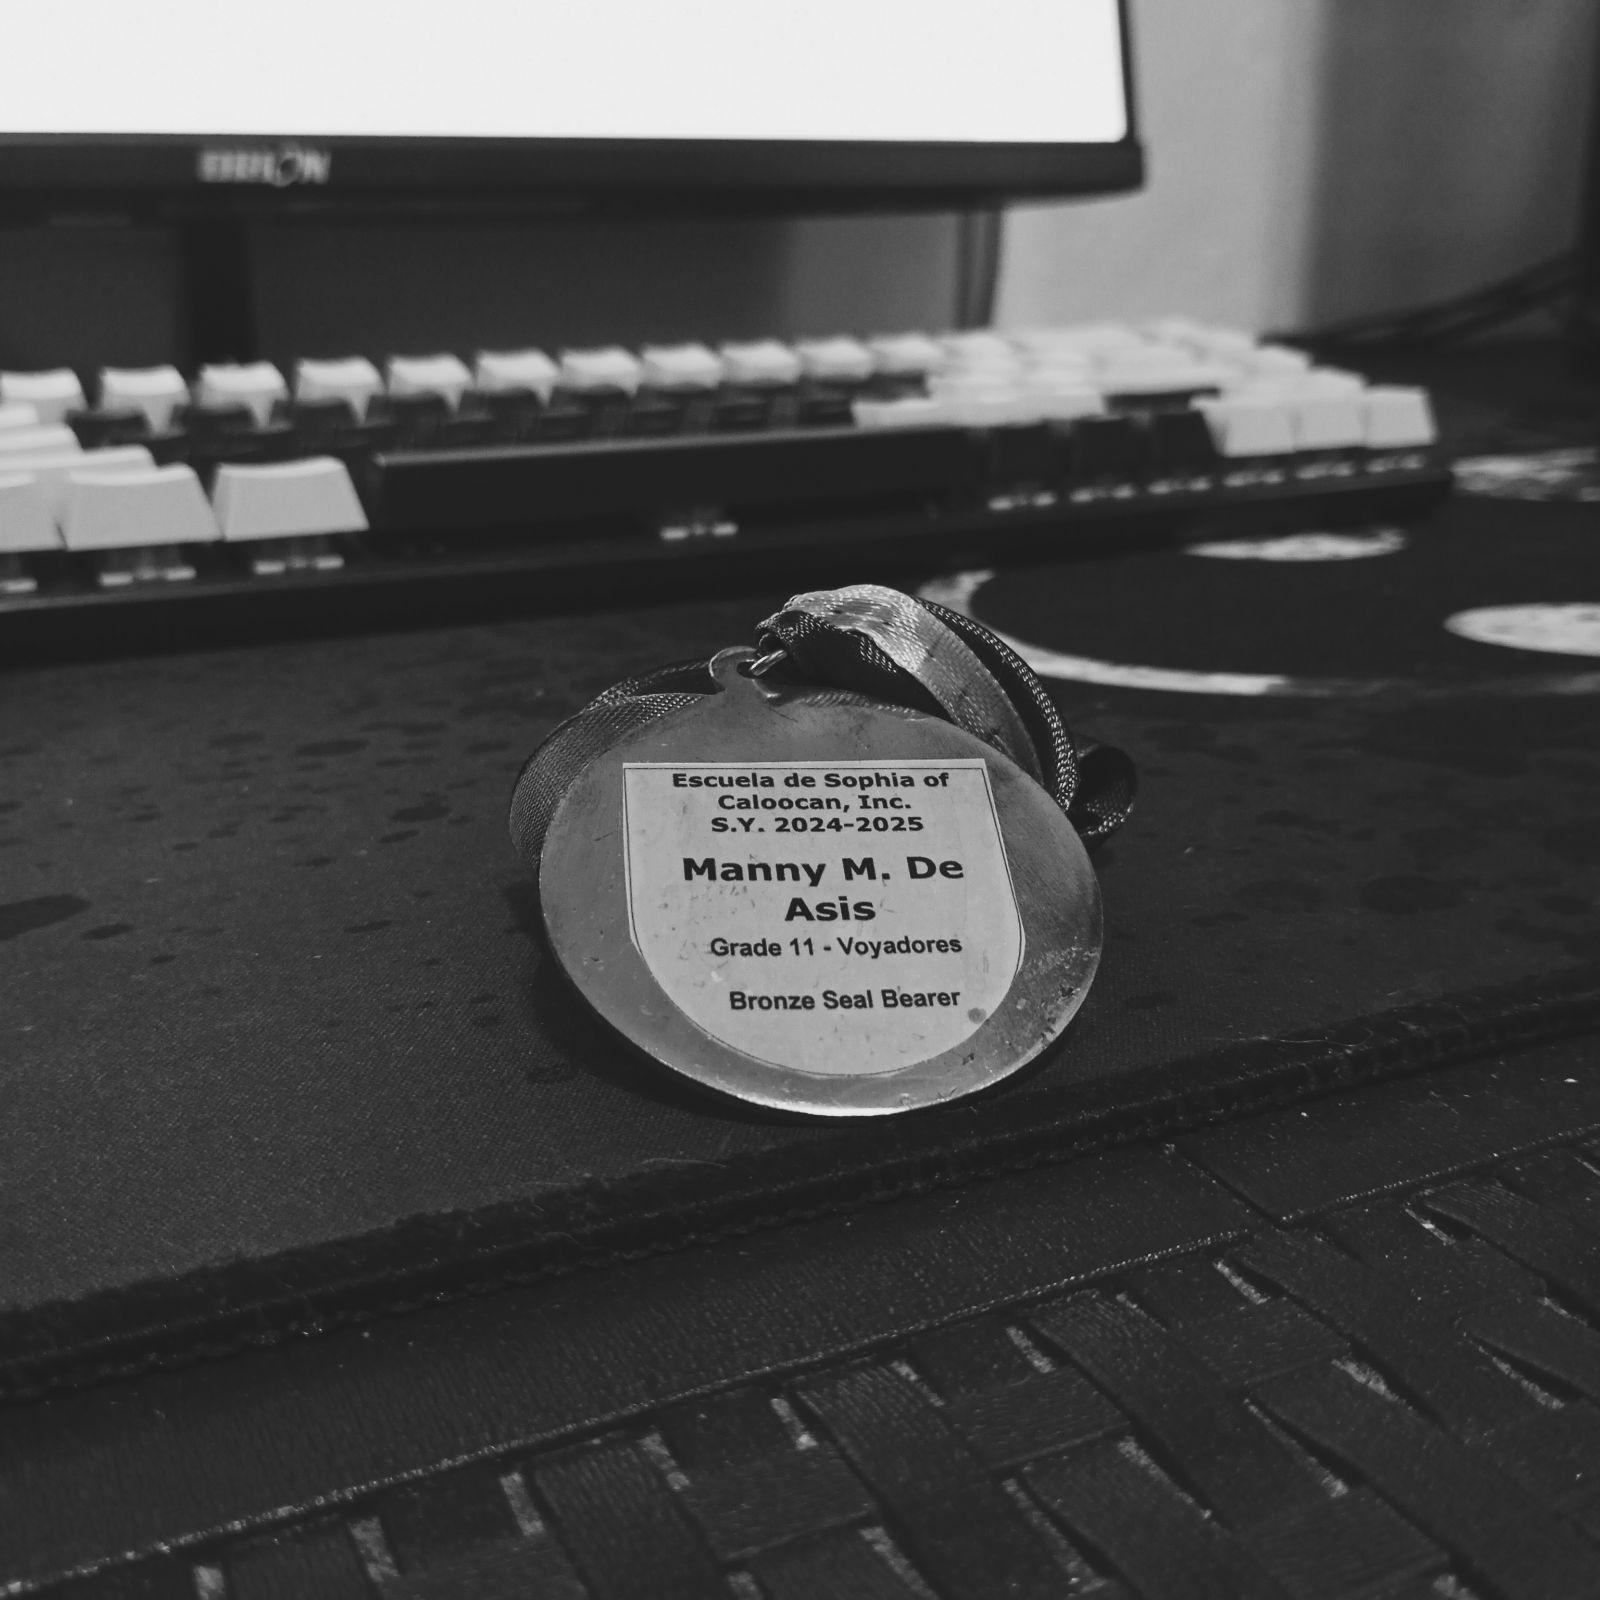 Escuela de Sophia of
Caloocan, Inc.
S.Y. 2024-2025
Manny M. De
Asis
Grade 11 - Voyadores
Bronze Seal Bearer